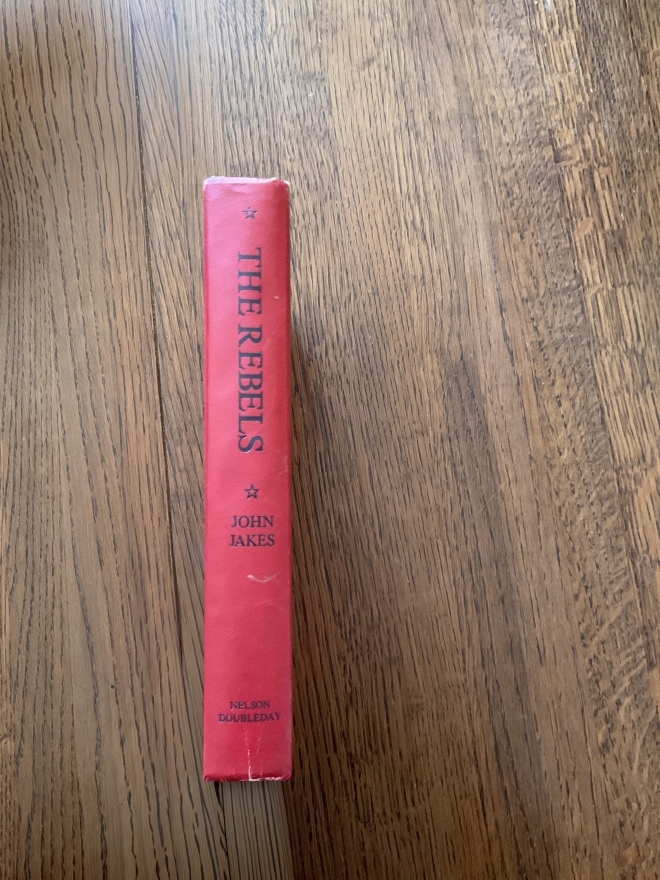 THE REBELS
JOHN
JAKES
NELSON
DOUBLEDAY